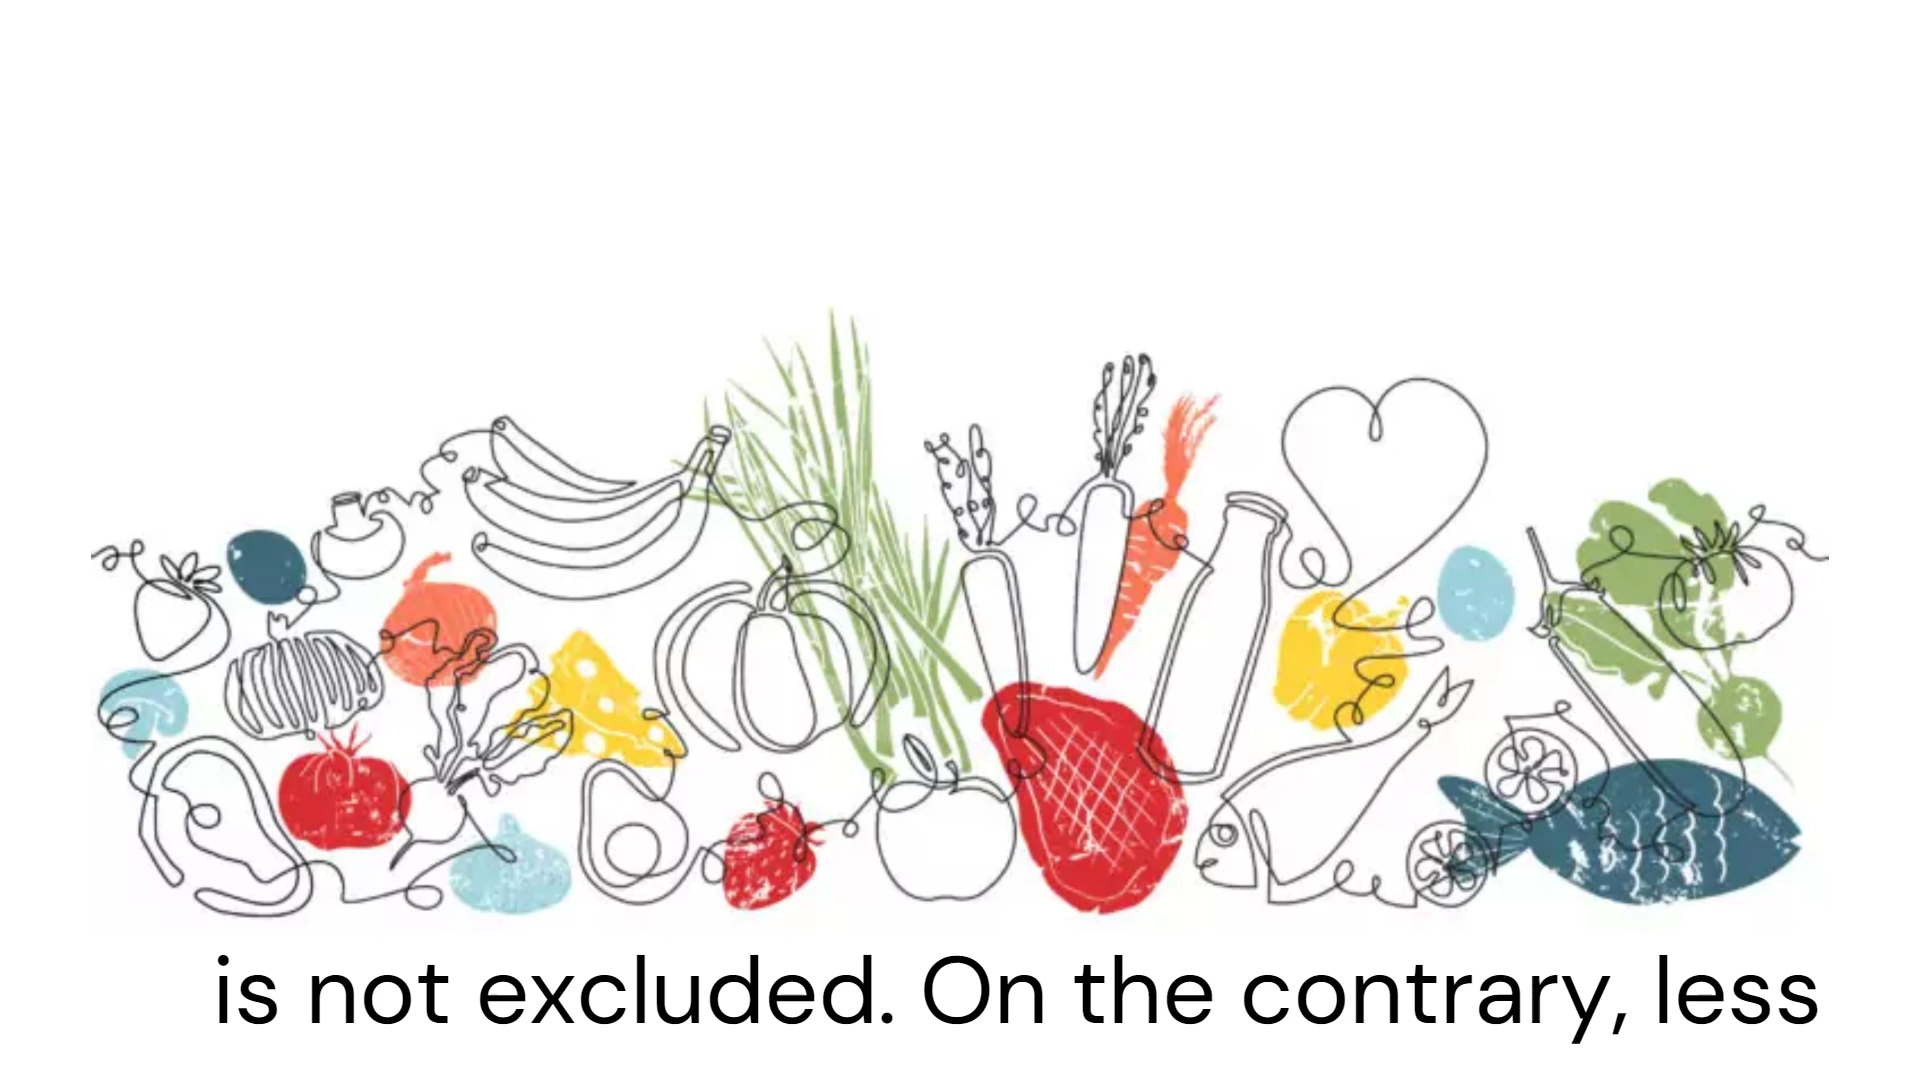 is not excluded. On the contrary, less